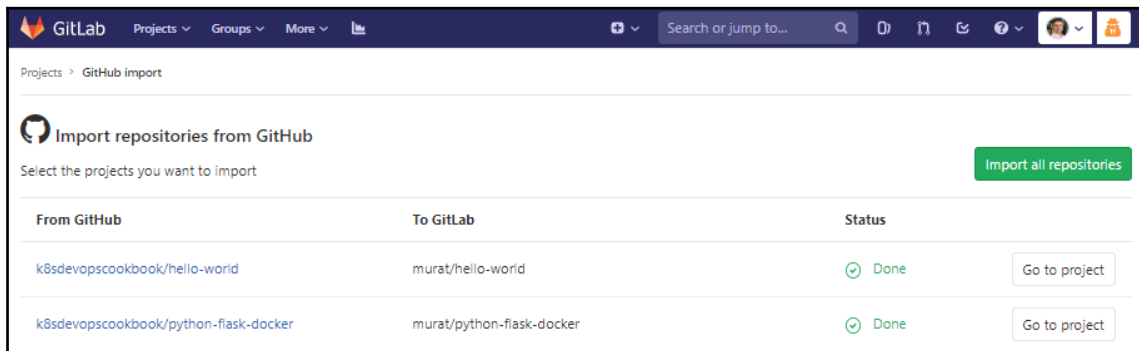 GitLab Projects Groups More Search or jump to...
Projects > GitHub import
Import repositories from GitHub
Select the projects you want to import
Import all repositories
From GitHub To GitLab Status
k8sdevopscookbook/hello-world murat/hello-world Done Go to project
k8sdevopscookbook/python-flask-docker murat/python-flask-docker Done Go to project